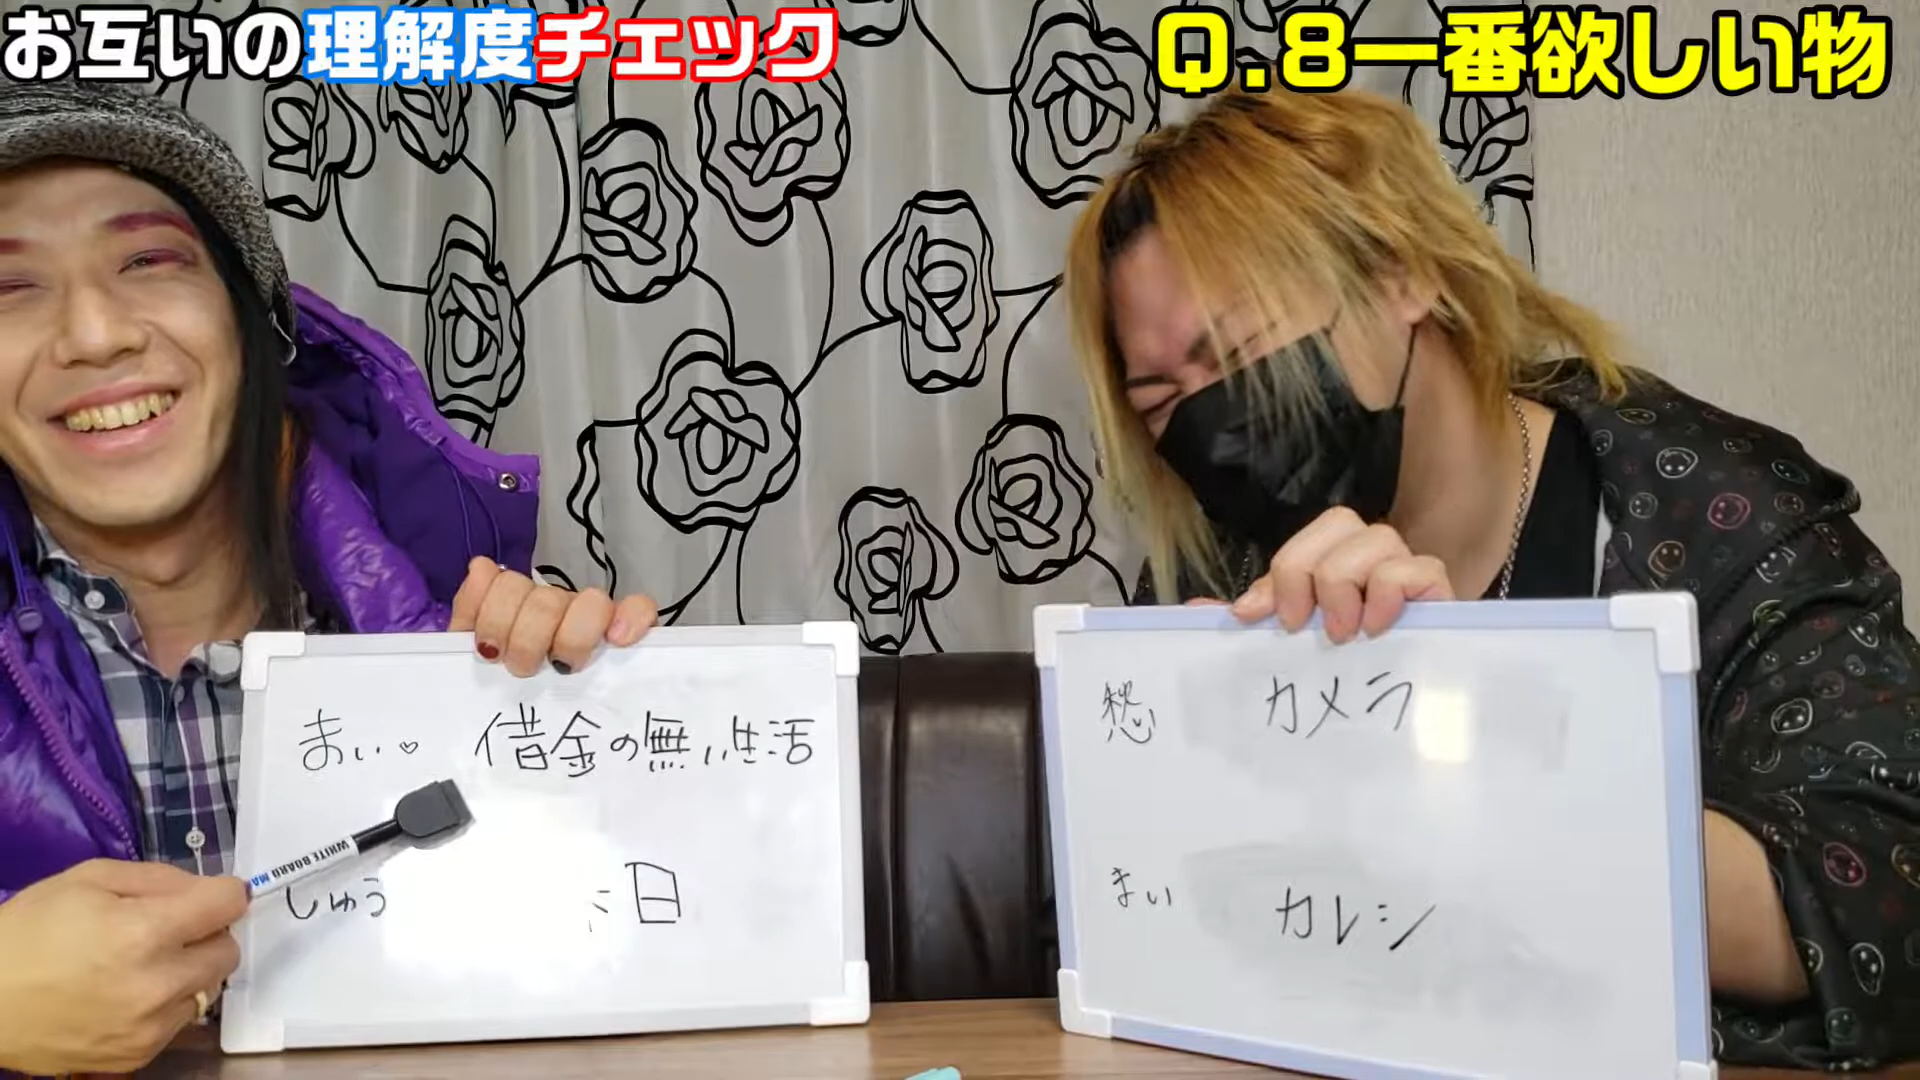 お互いの理解度チェック
Q.8一番欲しい物
まい♡ 借金の無い生活
WHITE BOARD MA
しゅう 日
愁 カメラ
まい カレシ